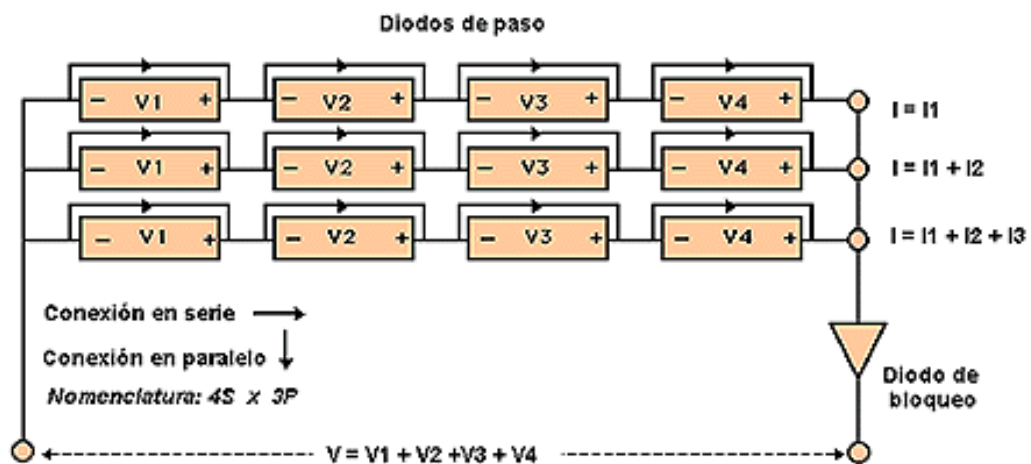 Diodos de paso
− V1 + − V2 + − V3 + − V4 +
I = I1
− V1 + − V2 + − V3 + − V4 +
I = I1 + I2
− V1 + − V2 + − V3 + − V4 +
I = I1 + I2 + I3
Conexión en serie
Conexión en paralelo
Nomenclatura: 4S x 3P
Diodo de
bloqueo
V = V1 + V2 +V3 + V4